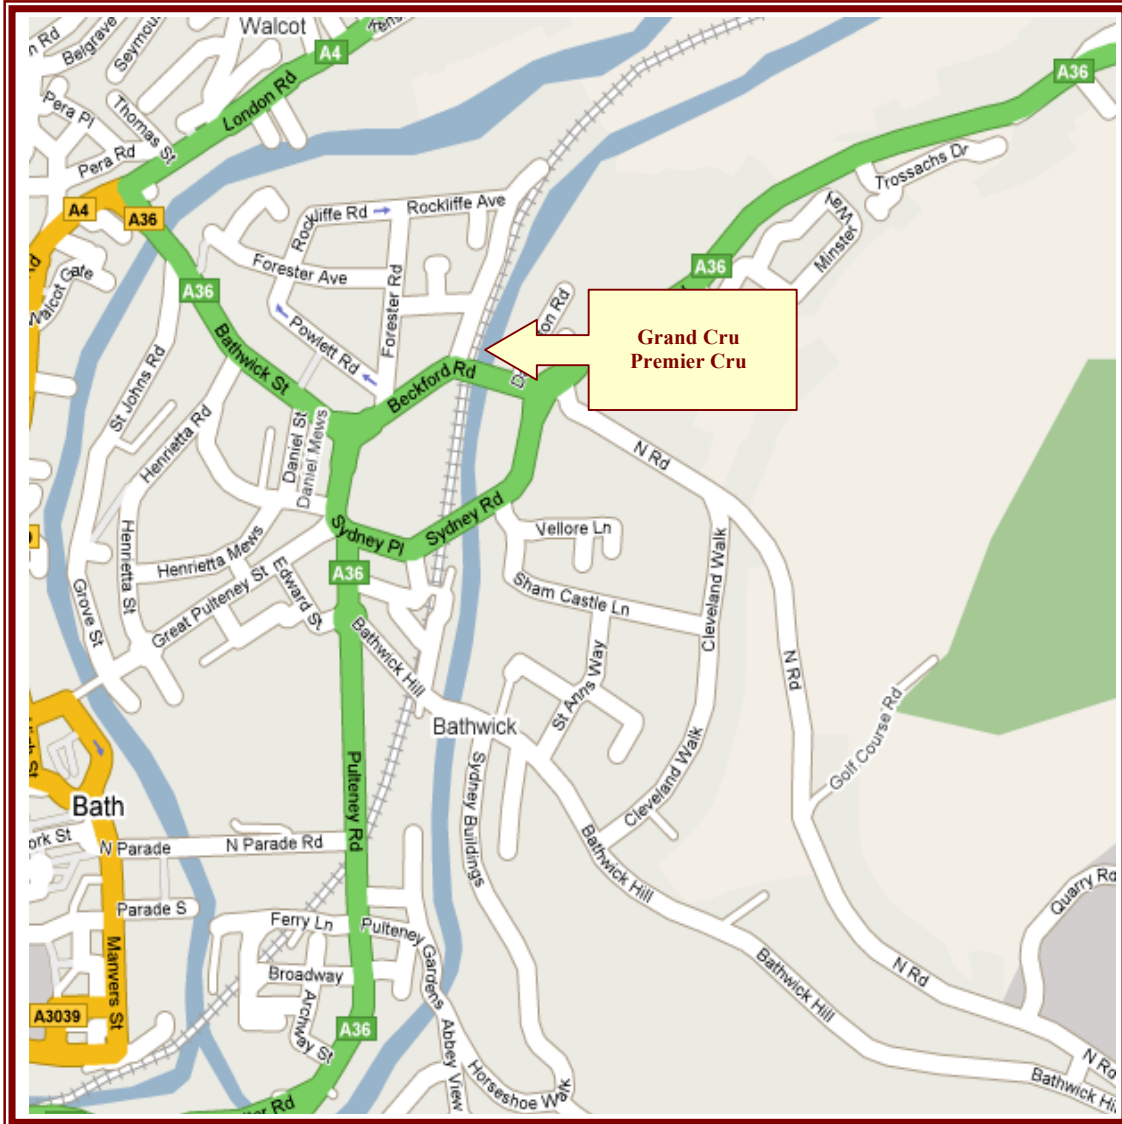 Walcot
A4
A36
Belgrave
Seymou
n Rd
Pera Pl
Thomas St
London Rd
Pera Rd
Trossachs Dr
A4
A36
Rockliffe Rd
Rockliffe Ave
Way
Minster
A36
Walcot Gate
Forester Ave
Forester Rd
A36
Powlett Rd
Bathwick St
Grand Cru
Premier Cru
St Johns Rd
Beckford Rd
Henrietta Rd
Daniel St
Daniel Mews
N Rd
Sydney Pl
Sydney Rd
Vellore Ln
Cleveland Walk
Henrietta St
Henrietta Mews
Edward St
A36
Sham Castle Ln
Grove St
Great Pulteney St
Bathwick Hill
St Anns Way
N Rd
Golf Course Rd
Bathwick
Pulteney Rd
Sydney Buildings
Cleveland Walk
Bath
ork St
N Parade
N Parade Rd
Bathwick Hill
Quarry Rd
Parade S
Ferry Ln
Pulteney Gardens
Manvers St
Broadway
Archway St
N Rd
Bathwick Hill
A3039
A36
Abbey View
Horseshoe Walk
N Rd
Bathwick Hi